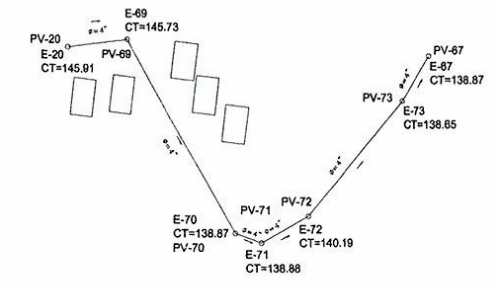 E-69
CT=145.73
PV-20
ø=4"
E-20
CT=145.91
PV-69
PV-67
E-67
CT=138.87
ø=4"
PV-73
E-73
CT=138.65
ø=4"
ø=4"
PV-72
PV-71
E-70
CT=138.87
PV-70
ø=4"
ø=4"
E-72
CT=140.19
E-71
CT=138.88